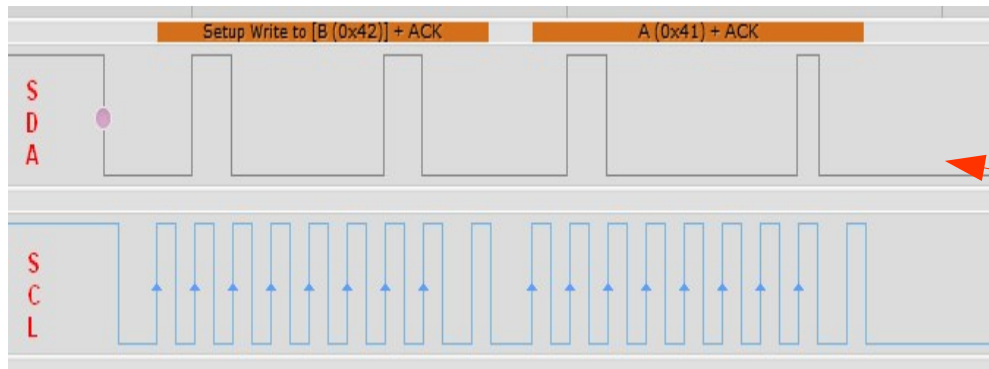 Setup Write to [B (0x42)] + ACK
A (0x41) + ACK
S
D
A
S
C
L